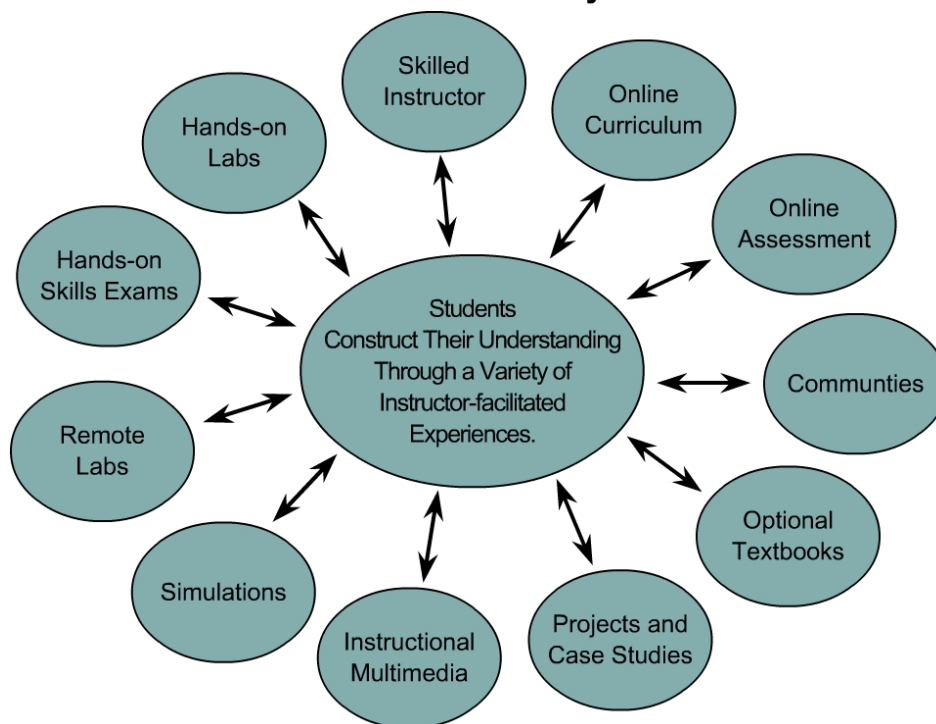 Skilled
Instructor
Online
Curriculum
Hands-on
Labs
Online
Assessment
Hands-on
Skills Exams
Students
Construct Their Understanding
Through a Variety of
Instructor-facilitated
Experiences.
Communties
Remote
Labs
Optional
Textbooks
Simulations
Projects and
Case Studies
Instructional
Multimedia